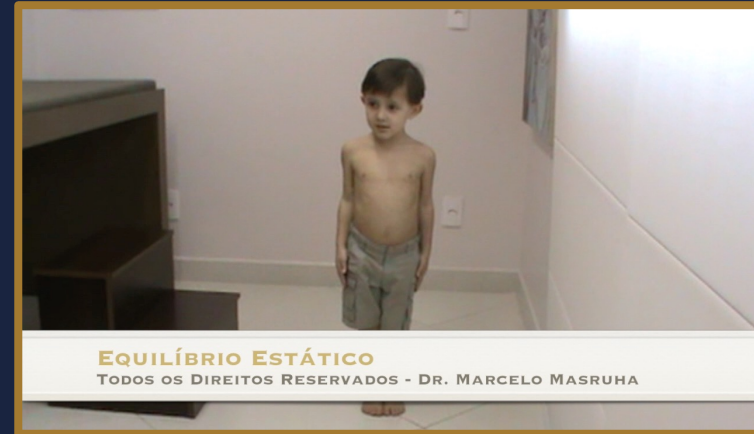 Equilíbrio Estático
Todos os Direitos Reservados - Dr. Marcelo Masruha